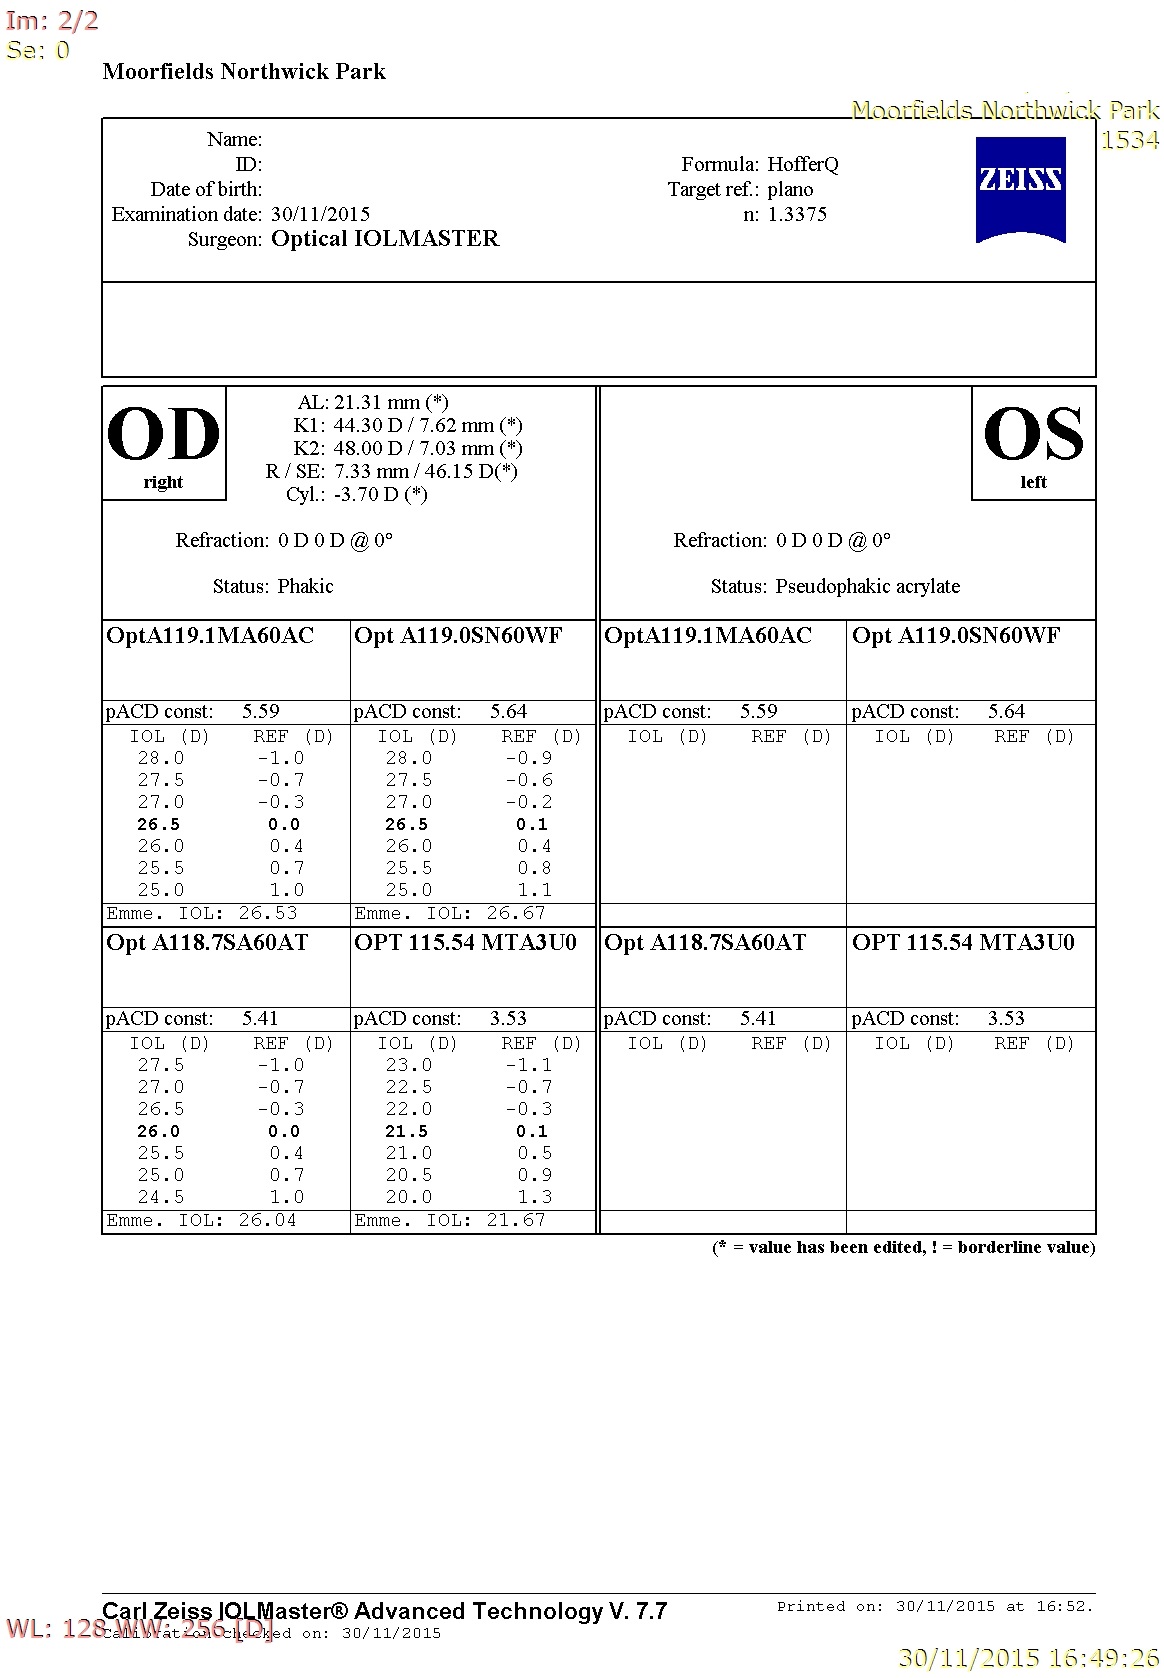 Im: 2/2
Se: 0
Moorfields Northwick Park
Moorfields Northwick Park
1534
Name:
ID:
Date of birth:
Examination date: 30/11/2015
Surgeon: Optical IOLMASTER
Formula: HofferQ
Target ref.: plano
n: 1.3375
ZEISS
OD
right
AL: 21.31 mm (*)
K1: 44.30 D / 7.62 mm (*)
K2: 48.00 D / 7.03 mm (*)
R / SE: 7.33 mm / 46.15 D(*)
Cyl.: -3.70 D (*)
Refraction: 0 D 0 D @ 0°
Status: Phakic
OS
left
Refraction: 0 D 0 D @ 0°
Status: Pseudophakic acrylate
OptA119.1MA60AC Opt A119.0SN60WF OptA119.1MA60AC Opt A119.0SN60WF
pACD const: 5.59 pACD const: 5.64 pACD const: 5.59 pACD const: 5.64
IOL (D) REF (D) IOL (D) REF (D) IOL (D) REF (D) IOL (D) REF (D)
28.0 -1.0 28.0 -0.9
27.5 -0.7 27.5 -0.6
27.0 -0.3 27.0 -0.2
26.5 0.0 26.5 0.1
26.0 0.4 26.0 0.4
25.5 0.7 25.5 0.8
25.0 1.0 25.0 1.1
Emme. IOL: 26.53 Emme. IOL: 26.67
Opt A118.7SA60AT OPT 115.54 MTA3U0 Opt A118.7SA60AT OPT 115.54 MTA3U0
pACD const: 5.41 pACD const: 3.53 pACD const: 5.41 pACD const: 3.53
IOL (D) REF (D) IOL (D) REF (D) IOL (D) REF (D) IOL (D) REF (D)
27.5 -1.0 23.0 -1.1
27.0 -0.7 22.5 -0.7
26.5 -0.3 22.0 -0.3
26.0 0.0 21.5 0.1
25.5 0.4 21.0 0.5
25.0 0.7 20.5 0.9
24.5 1.0 20.0 1.3
Emme. IOL: 26.04 Emme. IOL: 21.67
(* = value has been edited, ! = borderline value)
Carl Zeiss IOLMaster® Advanced Technology V. 7.7
Printed on: 30/11/2015 at 16:52.
WL: 128 WW: 256 [D]
Calibration checked on: 30/11/2015
30/11/2015 16:49:26